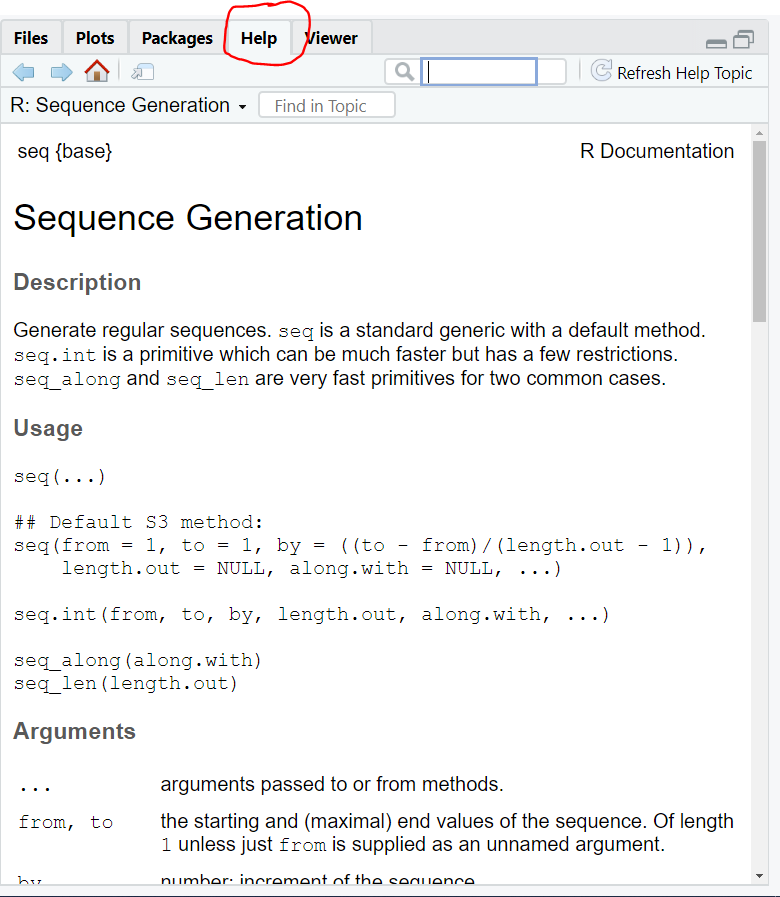 Files Plots Packages Help Viewer
Refresh Help Topic
R: Sequence Generation Find in Topic
seq {base} R Documentation
Sequence Generation
Description
Generate regular sequences. seq is a standard generic with a default method.
seq.int is a primitive which can be much faster but has a few restrictions.
seq_along and seq_len are very fast primitives for two common cases.
Usage
seq(...)
## Default S3 method:
seq(from = 1, to = 1, by = ((to - from)/(length.out - 1)),
    length.out = NULL, along.with = NULL, ...)
seq.int(from, to, by, length.out, along.with, ...)
seq_along(along.with)
seq_len(length.out)
Arguments
... arguments passed to or from methods.
from, to the starting and (maximal) end values of the sequence. Of length
1 unless just from is supplied as an unnamed argument.
by number: increment of the sequence